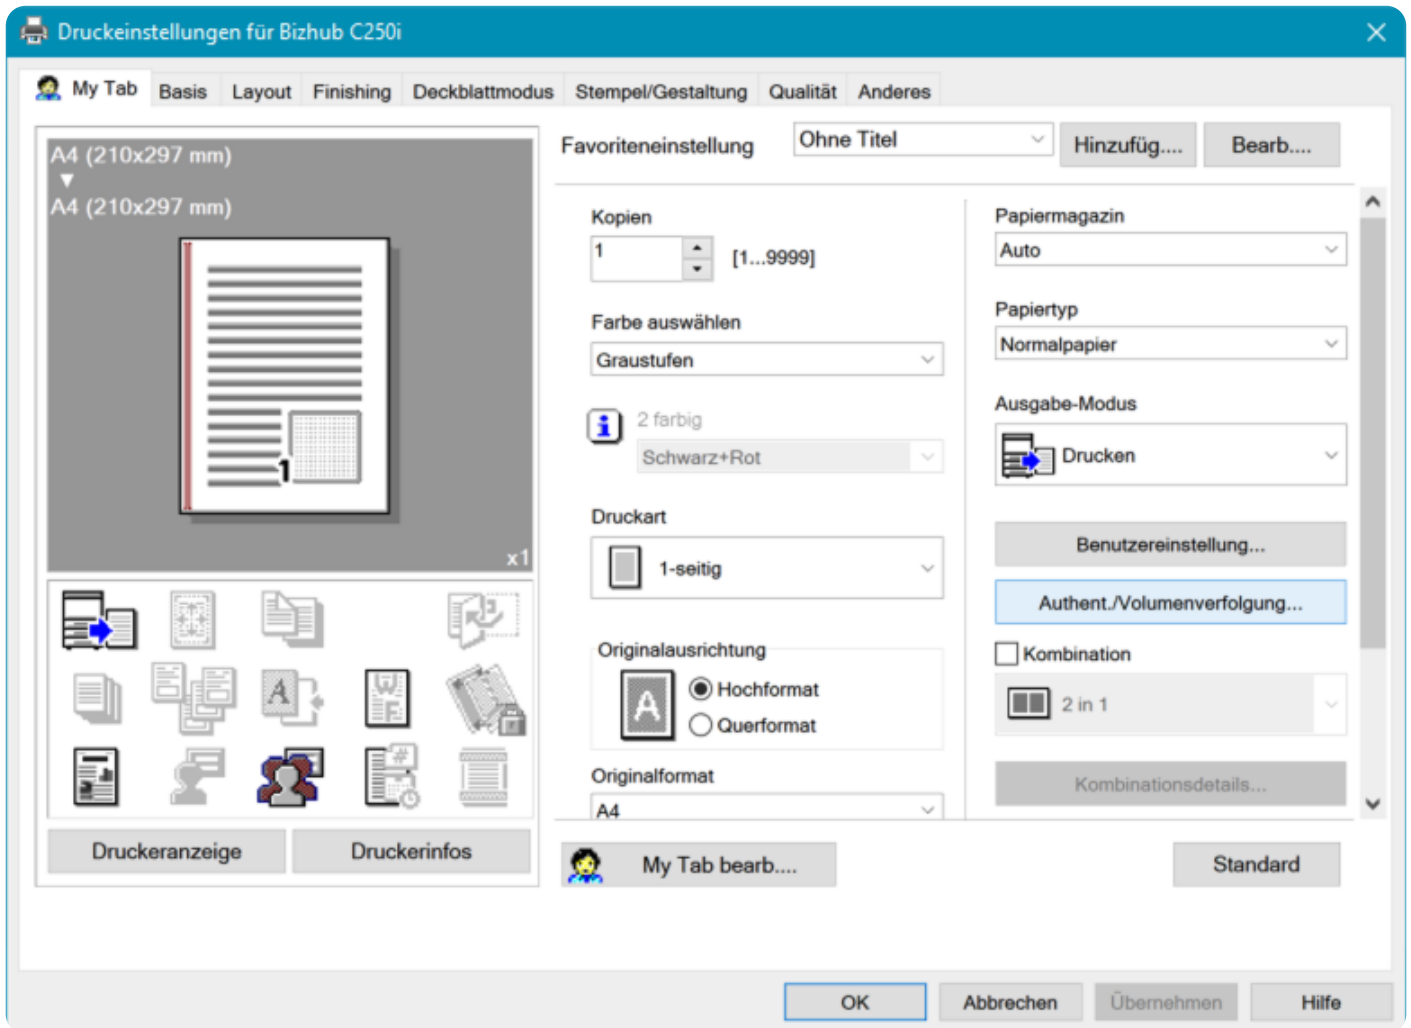 Druckeinstellungen für Bizhub C250i
My Tab
Basis
Layout
Finishing
Deckblattmodus
Stempel/Gestaltung
Qualität
Anderes
A4 (210x297 mm)
A4 (210x297 mm)
1
x1
Druckeranzeige
Druckerinfos
Favoriteneinstellung
Ohne Titel
Hinzufüg....
Bearb....
Kopien
1
[1...9999]
Farbe auswählen
Graustufen
2 farbig
Schwarz+Rot
Druckart
1-seitig
Originalausrichtung
A
Hochformat
Querformat
Originalformat
A4
Papiermagazin
Auto
Papiertyp
Normalpapier
Ausgabe-Modus
Drucken
Benutzereinstellung...
Authent./Volumenverfolgung...
Kombination
2 in 1
Kombinationsdetails...
My Tab bearb....
Standard
OK
Abbrechen
Übernehmen
Hilfe